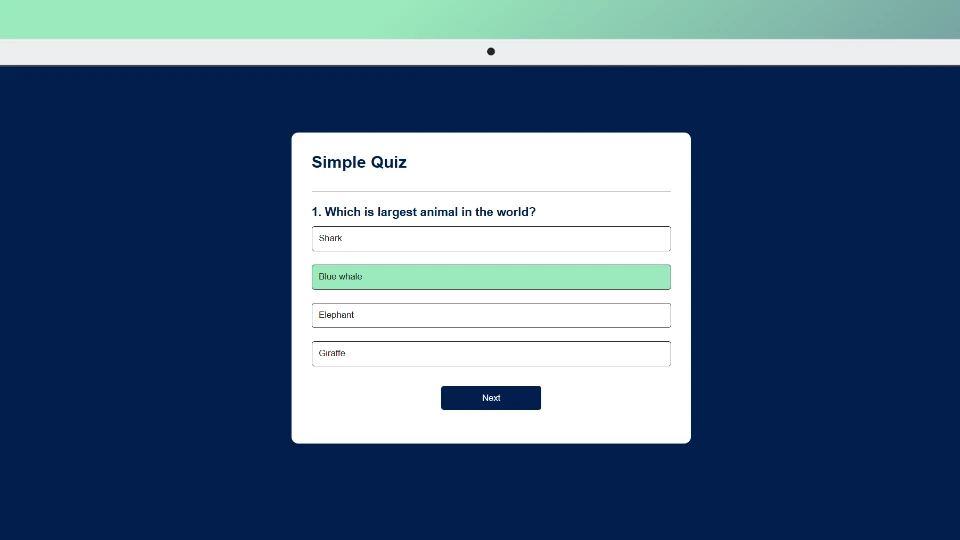 Simple Quiz
1. Which is largest animal in the world?
Shark
Blue whale
Elephant
Giraffe
Next